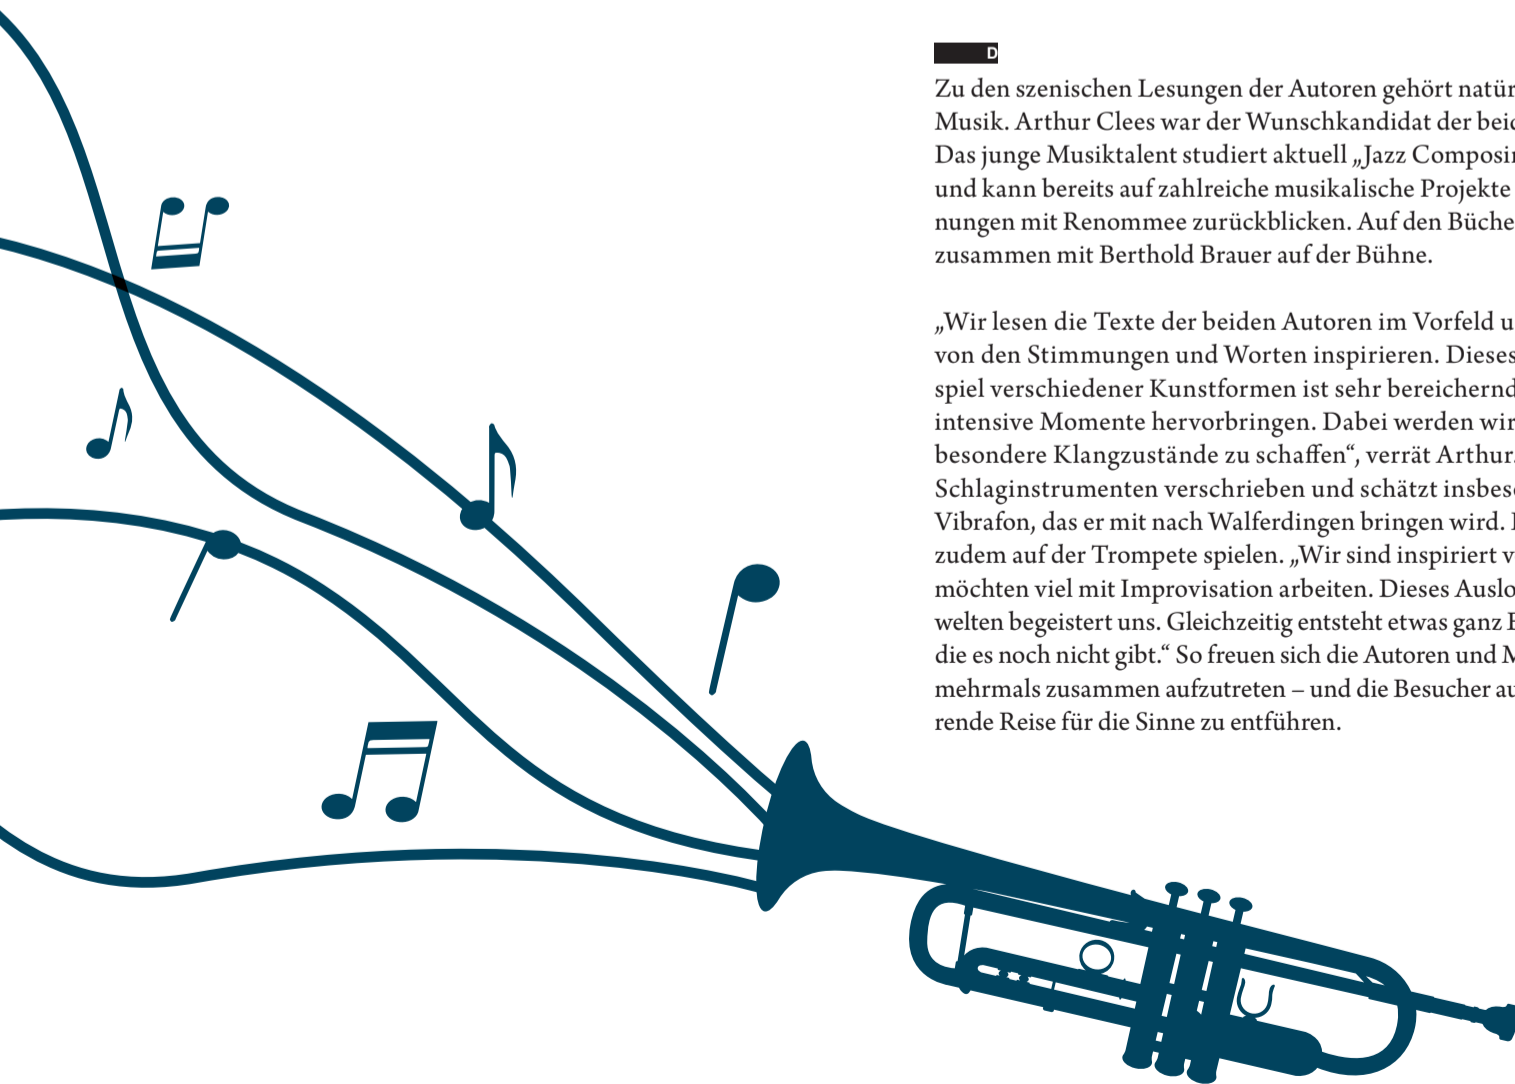 D
Zu den szenischen Lesungen der Autoren gehört natür
Musik. Arthur Clees war der Wunschkandidat der beid
Das junge Musiktalent studiert aktuell „Jazz Composin
und kann bereits auf zahlreiche musikalische Projekte
nungen mit Renommee zurückblicken. Auf den Büche
zusammen mit Berthold Brauer auf der Bühne.
„Wir lesen die Texte der beiden Autoren im Vorfeld u
von den Stimmungen und Worten inspirieren. Dieses
spiel verschiedener Kunstformen ist sehr bereichernd
intensive Momente hervorbringen. Dabei werden wir
besondere Klangzustände zu schaffen“, verrät Arthur.
Schlaginstrumenten verschrieben und schätzt insbes
Vibrafon, das er mit nach Walferdingen bringen wird.
zudem auf der Trompete spielen. „Wir sind inspiriert v
möchten viel mit Improvisation arbeiten. Dieses Auslo
welten begeistert uns. Gleichzeitig entsteht etwas ganz
die es noch nicht gibt.“ So freuen sich die Autoren und M
mehrmals zusammen aufzutreten – und die Besucher au
rende Reise für die Sinne zu entführen.